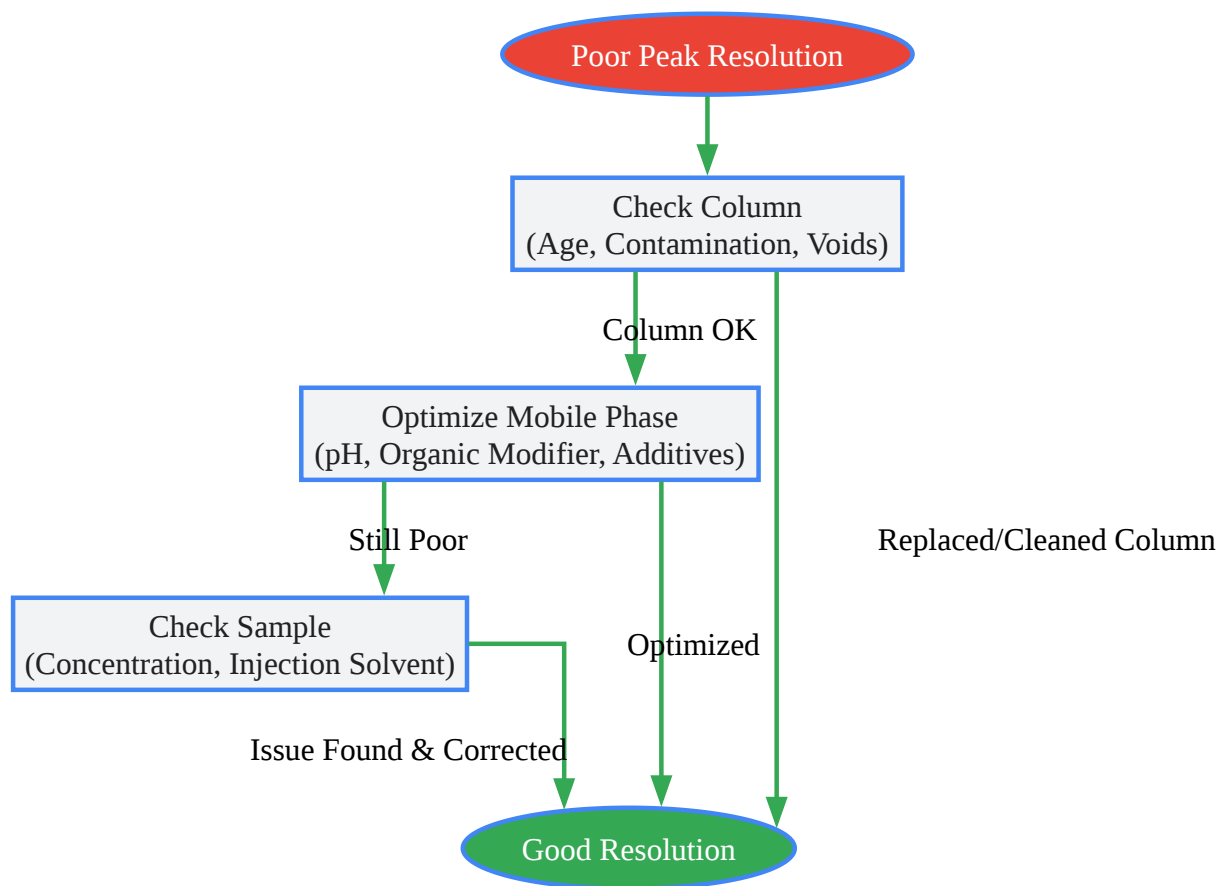 Poor Peak Resolution
Check Column
(Age, Contamination, Voids)
Column OK
Optimize Mobile Phase
(pH, Organic Modifier, Additives)
Still Poor
Replaced/Cleaned Column
Check Sample
(Concentration, Injection Solvent)
Optimized
Issue Found & Corrected
Good Resolution